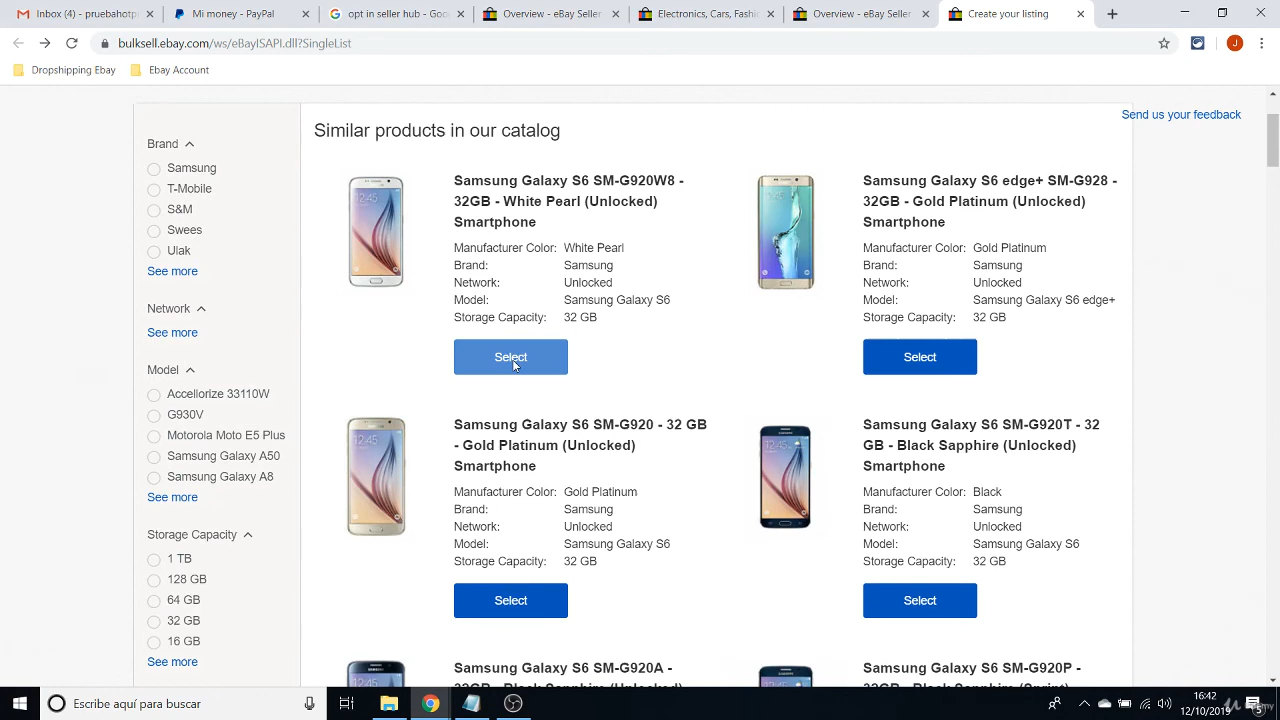 Inbox (4) - pumahotp
Mi monedero - PayPal
opt in seller hub - Goo
Overview - eBay Seller
Electronics, Cars, Fashi
Overview - eBay Seller
Create your listing
bulksell.ebay.com/ws/eBayISAPI.dll?SingleList
J
Dropshipping Ebay
Ebay Account
Send us your feedback
Similar products in our catalog
Brand
Samsung
T-Mobile
S&M
Swees
Ulak
See more
Network
See more
Model
Accellorize 33110W
G930V
Motorola Moto E5 Plus
Samsung Galaxy A50
Samsung Galaxy A8
See more
Storage Capacity
1 TB
128 GB
64 GB
32 GB
16 GB
See more
Samsung Galaxy S6 SM-G920W8 -
32GB - White Pearl (Unlocked)
Smartphone
Manufacturer Color: White Pearl
Brand: Samsung
Network: Unlocked
Model: Samsung Galaxy S6
Storage Capacity: 32 GB
Select
Samsung Galaxy S6 edge+ SM-G928 -
32GB - Gold Platinum (Unlocked)
Smartphone
Manufacturer Color: Gold Platinum
Brand: Samsung
Network: Unlocked
Model: Samsung Galaxy S6 edge+
Storage Capacity: 32 GB
Select
Samsung Galaxy S6 SM-G920 - 32 GB
- Gold Platinum (Unlocked)
Smartphone
Manufacturer Color: Gold Platinum
Brand: Samsung
Network: Unlocked
Model: Samsung Galaxy S6
Storage Capacity: 32 GB
Select
Samsung Galaxy S6 SM-G920T - 32
GB - Black Sapphire (Unlocked)
Smartphone
Manufacturer Color: Black
Brand: Samsung
Network: Unlocked
Model: Samsung Galaxy S6
Storage Capacity: 32 GB
Select
Samsung Galaxy S6 SM-G920A -
32GB - Black Sapphire (Unlocked)
Samsung Galaxy S6 SM-G920P -
32GB - Black Sapphire (Sprint)
Escribe aquí para buscar
16:42
12/10/2019